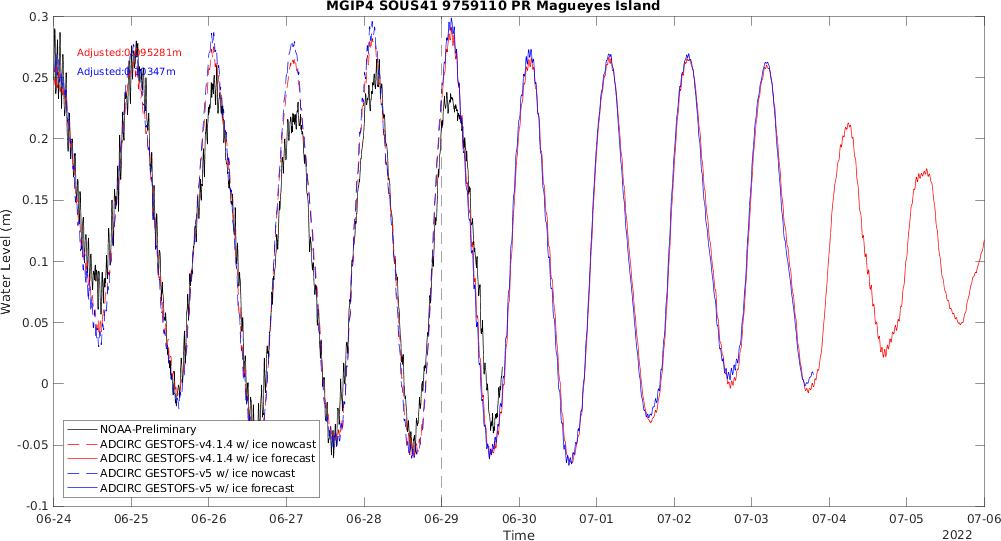 MGIP4 SOUS41 9759110 PR Magueyes Island
0.3
0.25
0.2
0.15
0.1
0.05
0
-0.05
-0.1
Water Level (m)
NOAA-Preliminary
ADCIRC GESTOFS-v4.1.4 w/ ice nowcast
ADCIRC GESTOFS-v4.1.4 w/ ice forecast
ADCIRC GESTOFS-v5 w/ ice nowcast
ADCIRC GESTOFS-v5 w/ ice forecast
06-24 06-25 06-26 06-27 06-28 06-29 06-30 07-01 07-02 07-03 07-04 07-05 07-06
Time
2022